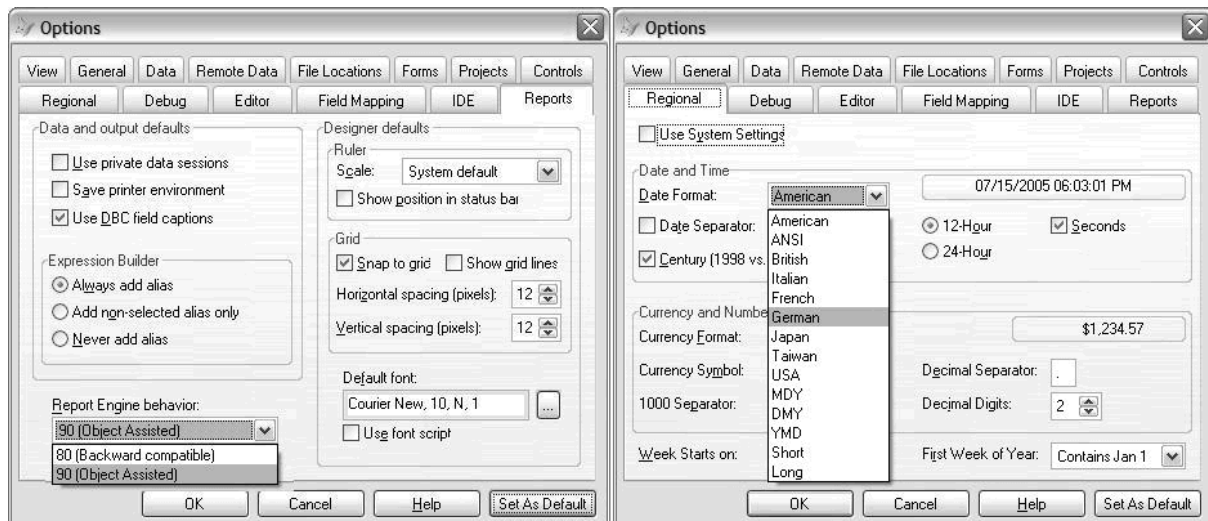 Options
View General Data Remote Data File Locations Forms Projects Controls
Regional Debug Editor Field Mapping IDE Reports
Data and output defaults
Use private data sessions
Save printer environment
Use DBC field captions
Expression Builder
Always add alias
Add non-selected alias only
Never add alias
Report Engine behavior:
90 (Object Assisted)
80 (Backward compatible)
90 (Object Assisted)
Designer defaults
Ruler
Scale: System default
Show position in status bar
Grid
Snap to grid Show grid lines
Horizontal spacing (pixels): 12
Vertical spacing (pixels): 12
Default font:
Courier New, 10, N, 1 ...
Use font script
OK Cancel Help Set As Default
Options
View General Data Remote Data File Locations Forms Projects Controls
Regional Debug Editor Field Mapping IDE Reports
Use System Settings
Date and Time
Date Format: American 07/15/2005 06:03:01 PM
Date Separator: 12-Hour Seconds
Century (1998 vs. 24-Hour
American
ANSI
British
Italian
French
German
Japan
Taiwan
USA
MDY
DMY
YMD
Short
Long
Currency and Numbe
Currency Format: $1,234.57
Currency Symbol: Decimal Separator: .
1000 Separator: Decimal Digits: 2
Week Starts on: First Week of Year: Contains Jan 1
OK Cancel Help Set As Default